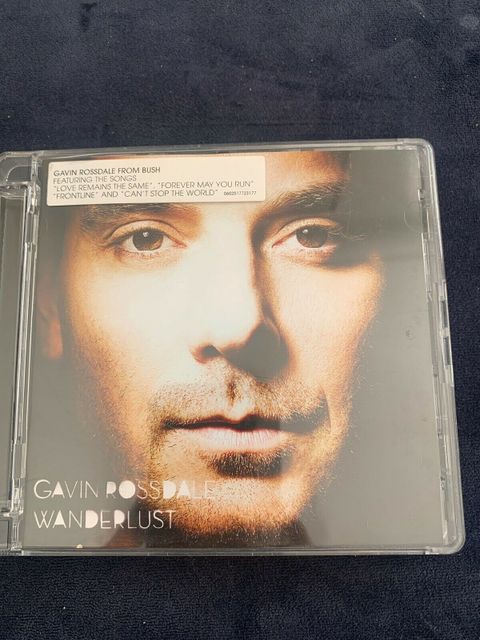 GAVIN ROSSDALE FROM BUSH
FEATURING THE SONGS
"LOVE REMAINS THE SAME", "FOREVER MAY YOU RUN"
"FRONTLINE" AND "CAN'T STOP THE WORLD" 0602517723177
GAVIN ROSSDALE
WANDERLUST